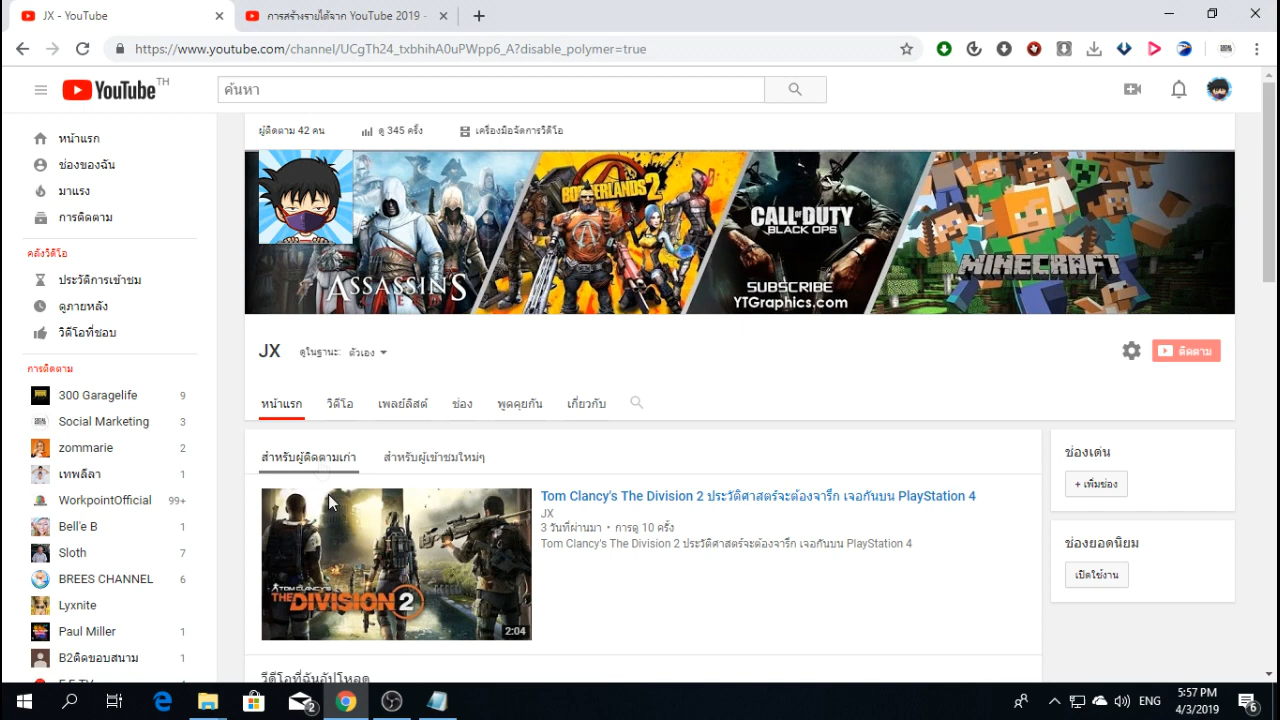 JX - YouTube
การสร้างรายได้จาก YouTube 2019 -
https://www.youtube.com/channel/UCgTh24_txbhihA0uPWpp6_A?disable_polymer=true
YouTube TH
ค้นหา
ผู้ติดตาม 42 คน
ดู 345 ครั้ง
เครื่องมือจัดการวิดีโอ
หน้าแรก
ช่องของฉัน
มาแรง
การติดตาม
คลังวิดีโอ
ประวัติการเข้าชม
ดูภายหลัง
วิดีโอที่ชอบ
การติดตาม
300 Garagelife 9
Social Marketing 3
zommarie 2
เทพลีลา 1
WorkpointOfficial 99+
Bell'e B 1
Sloth 7
BREES CHANNEL 6
Lyxnite
Paul Miller 1
B2ติดขอบสนาม 1
ASSASSINS
BORDERLANDS 2
CALL OF DUTY
BLACK OPS
SUBSCRIBE
YTGraphics.com
MINECRAFT
JX
ดูในฐานะ: ตัวเอง
ติดตาม
หน้าแรก
วิดีโอ
เพลย์ลิสต์
ช่อง
พูดคุยกัน
เกี่ยวกับ
สำหรับผู้ติดตามเก่า
สำหรับผู้เข้าชมใหม่ๆ
TOM CLANCY'S
THE DIVISION 2
2:04
Tom Clancy's The Division 2 ประวัติศาสตร์จะต้องจารึก เจอกันบน PlayStation 4
JX
3 วันที่ผ่านมา • การดู 10 ครั้ง
Tom Clancy's The Division 2 ประวัติศาสตร์จะต้องจารึก เจอกันบน PlayStation 4
วิดีโอที่ฉันอัปโหลด
ช่องเด่น
+ เพิ่มช่อง
ช่องยอดนิยม
เปิดใช้งาน
2
ENG
5:57 PM
4/3/2019
6